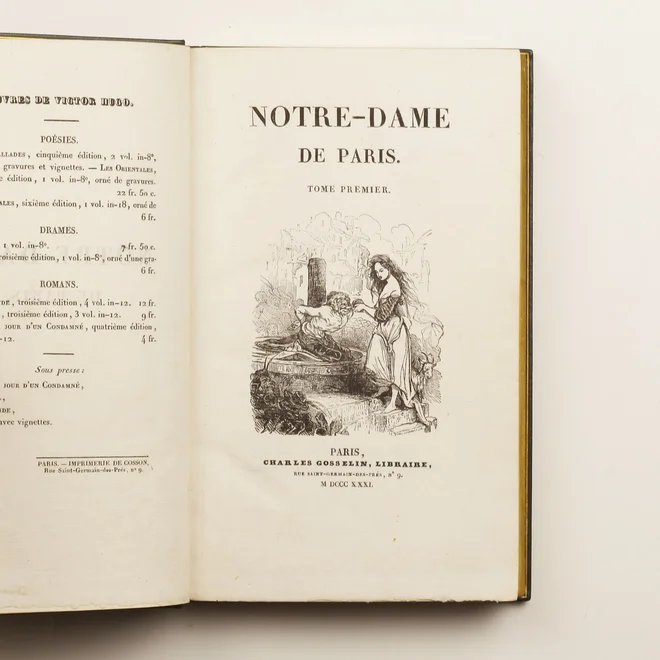 UVRES DE VICTOR HUGO.
POÉSIES.
LLADES, cinquième édition, 2 vol. in-8°,
gravures et vignettes. — LES ORIENTALES,
e édition, 1 vol. in-8°, orné de gravures.
22 fr. 50 c.
ALES, sixième édition, 1 vol. in-18, orné de
6 fr.
DRAMES.
1 vol. in-8°. 7 fr. 50 c.
roisième édition, 1 vol. in-8°, orné d'une gra-
6 fr.
ROMANS.
DE, troisième édition, 4 vol. in-12. 12 fr.
, troisième édition, 3 vol. in-12. 9 fr.
JOUR D'UN CONDAMNÉ, quatrième édition,
-12. 4 fr.
Sous presse:
JOUR D'UN CONDAMNÉ,
DE,
avec vignettes.
PARIS. — IMPRIMERIE DE COSSON,
Rue Saint-Germain-des-Prés, n° 9.
NOTRE-DAME
DE PARIS.
TOME PREMIER.
PARIS,
CHARLES GOSSELIN, LIBRAIRE,
RUE SAINT-GERMAIN-DES-PRÉS, n° 9.
M DCCC XXXI.